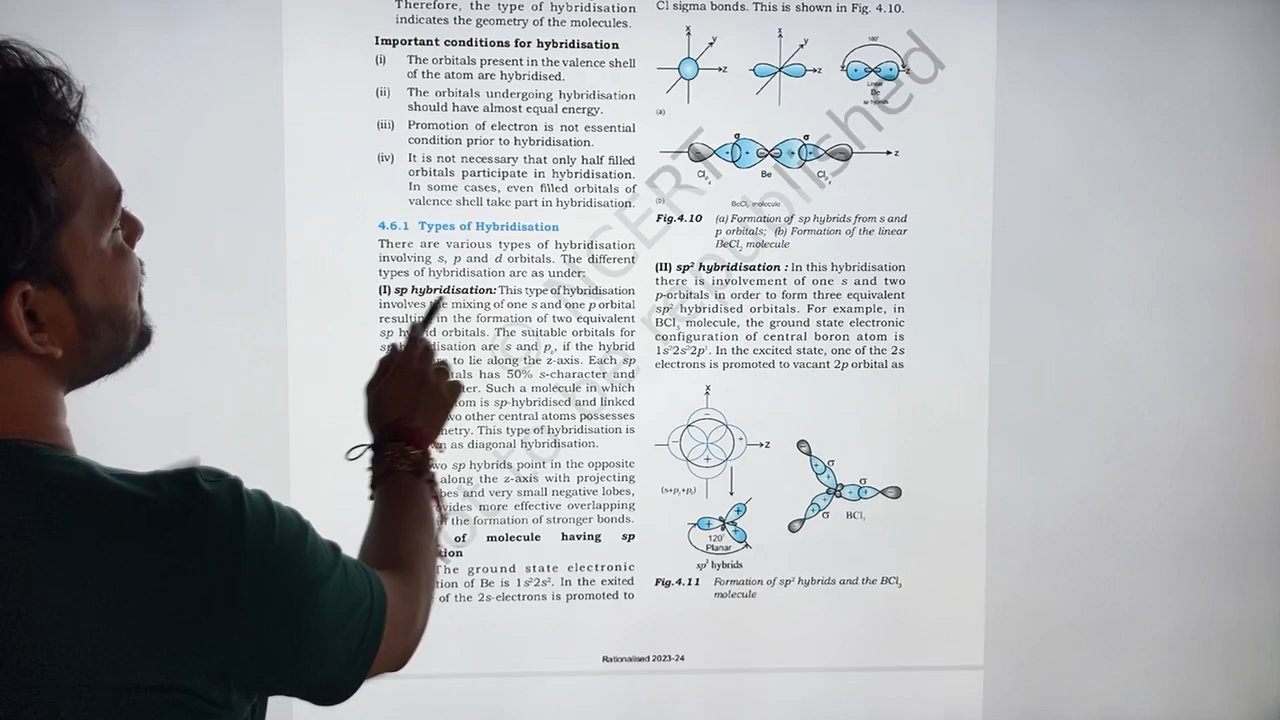 Therefore, the type of hybridisation
indicates the geometry of the molecules.
Important conditions for hybridisation
(i) The orbitals present in the valence shell
of the atom are hybridised.
(ii) The orbitals undergoing hybridisation
should have almost equal energy.
(iii) Promotion of electron is not essential
condition prior to hybridisation.
(iv) It is not necessary that only half filled
orbitals participate in hybridisation.
In some cases, even filled orbitals of
valence shell take part in hybridisation.
4.6.1 Types of Hybridisation
There are various types of hybridisation
involving s, p and d orbitals. The different
types of hybridisation are as under:
(I) sp hybridisation: This type of hybridisation
involves mixing of one s and one p orbital
in the formation of two equivalent
sp orbitals. The suitable orbitals for
are s and pz, if the hybrid
to lie along the z-axis. Each sp
has 50% s-character and
Such a molecule in which
is sp-hybridised and linked
other central atoms possesses
This type of hybridisation is
as diagonal hybridisation.
sp hybrids point in the opposite
along the z-axis with projecting
and very small negative lobes,
more effective overlapping
the formation of stronger bonds.
of molecule having sp
The ground state electronic
of Be is 1s²2s². In the exited
of the 2s-electrons is promoted to
Cl sigma bonds. This is shown in Fig. 4.10.
x y z
x y z
180°
Linear
Be
sp hybrids
(a)
σ σ
z
Be
(b)
BeCl₂ molecule
Fig.4.10 (a) Formation of sp hybrids from s and
p orbitals; (b) Formation of the linear
BeCl₂ molecule
(II) sp² hybridisation : In this hybridisation
there is involvement of one s and two
p-orbitals in order to form three equivalent
sp² hybridised orbitals. For example, in
BCl₃ molecule, the ground state electronic
configuration of central boron atom is
1s²2s²2p¹. In the excited state, one of the 2s
electrons is promoted to vacant 2p orbital as
x
z
σ
σ
σ
BCl₃
120°
Planar
sp² hybrids
Fig.4.11 Formation of sp² hybrids and the BCl₃
molecule
Rationalised 2023-24
© NCERT
not to be republished